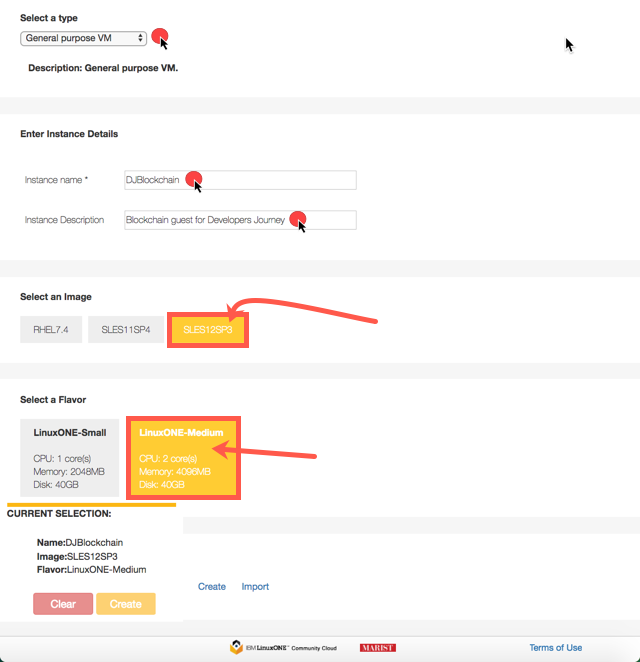 Select a type
General purpose VM
Description: General purpose VM.
Enter Instance Details
Instance name *
DJBlockchain
Instance Description
Blockchain guest for Developers Journey
Select an Image
RHEL7.4 SLES11SP4 SLES12SP3
Select a Flavor
LinuxONE-Small
CPU: 1 core(s)
Memory: 2048MB
Disk: 40GB
LinuxONE-Medium
CPU: 2 core(s)
Memory: 4096MB
Disk: 40GB
CURRENT SELECTION:
Name:DJBlockchain
Image:SLES12SP3
Flavor:LinuxONE-Medium
Clear Create
Create Import
IBM LinuxONE™ Community Cloud
MARIST
Terms of Use